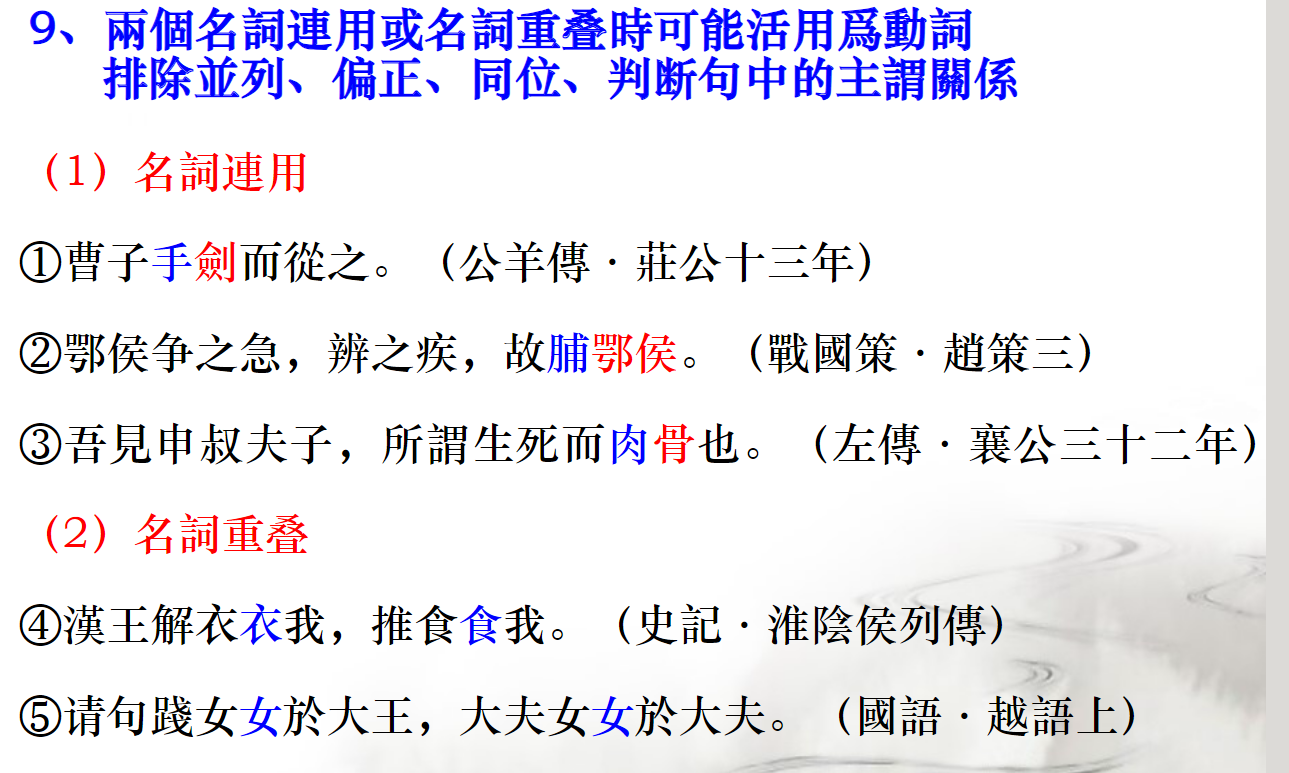 9、兩個名詞連用或名詞重叠時可能活用爲動詞
排除並列、偏正、同位、判断句中的主謂關係
（1）名詞連用
①曹子手劍而從之。（公羊傳·莊公十三年）
②鄂侯争之急，辨之疾，故脯鄂侯。（戰國策·趙策三）
③吾見申叔夫子，所謂生死而肉骨也。（左傳·襄公三十二年）
（2）名詞重叠
④漢王解衣衣我，推食食我。（史記·淮陰侯列傳）
⑤请句踐女女於大王，大夫女女於大夫。（國語·越語上）